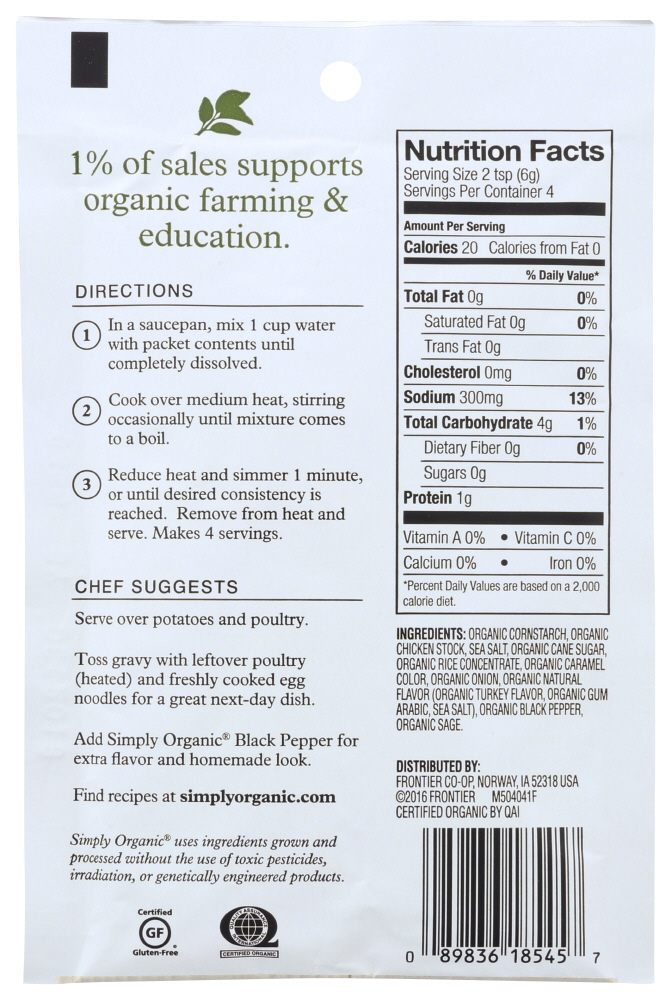 1% of sales supports
organic farming &
education.
DIRECTIONS
1 In a saucepan, mix 1 cup water
with packet contents until
completely dissolved.
2 Cook over medium heat, stirring
occasionally until mixture comes
to a boil.
3 Reduce heat and simmer 1 minute,
or until desired consistency is
reached. Remove from heat and
serve. Makes 4 servings.
CHEF SUGGESTS
Serve over potatoes and poultry.
Toss gravy with leftover poultry
(heated) and freshly cooked egg
noodles for a great next-day dish.
Add Simply Organic® Black Pepper for
extra flavor and homemade look.
Find recipes at simplyorganic.com
Simply Organic® uses ingredients grown and
processed without the use of toxic pesticides,
irradiation, or genetically engineered products.
Certified
GF
Gluten-Free
QUALITY ASSURANCE
INTERNATIONAL
CERTIFIED ORGANIC
Nutrition Facts
Serving Size 2 tsp (6g)
Servings Per Container 4
Amount Per Serving
Calories 20 Calories from Fat 0
% Daily Value*
Total Fat 0g 0%
Saturated Fat 0g 0%
Trans Fat 0g
Cholesterol 0mg 0%
Sodium 300mg 13%
Total Carbohydrate 4g 1%
Dietary Fiber 0g 0%
Sugars 0g
Protein 1g
Vitamin A 0% • Vitamin C 0%
Calcium 0% • Iron 0%
*Percent Daily Values are based on a 2,000
calorie diet.
INGREDIENTS: ORGANIC CORNSTARCH, ORGANIC
CHICKEN STOCK, SEA SALT, ORGANIC CANE SUGAR,
ORGANIC RICE CONCENTRATE, ORGANIC CARAMEL
COLOR, ORGANIC ONION, ORGANIC NATURAL
FLAVOR (ORGANIC TURKEY FLAVOR, ORGANIC GUM
ARABIC, SEA SALT), ORGANIC BLACK PEPPER,
ORGANIC SAGE.
DISTRIBUTED BY:
FRONTIER CO-OP, NORWAY, IA 52318 USA
©2016 FRONTIER M504041F
CERTIFIED ORGANIC BY QAI
0 89836 18545 7